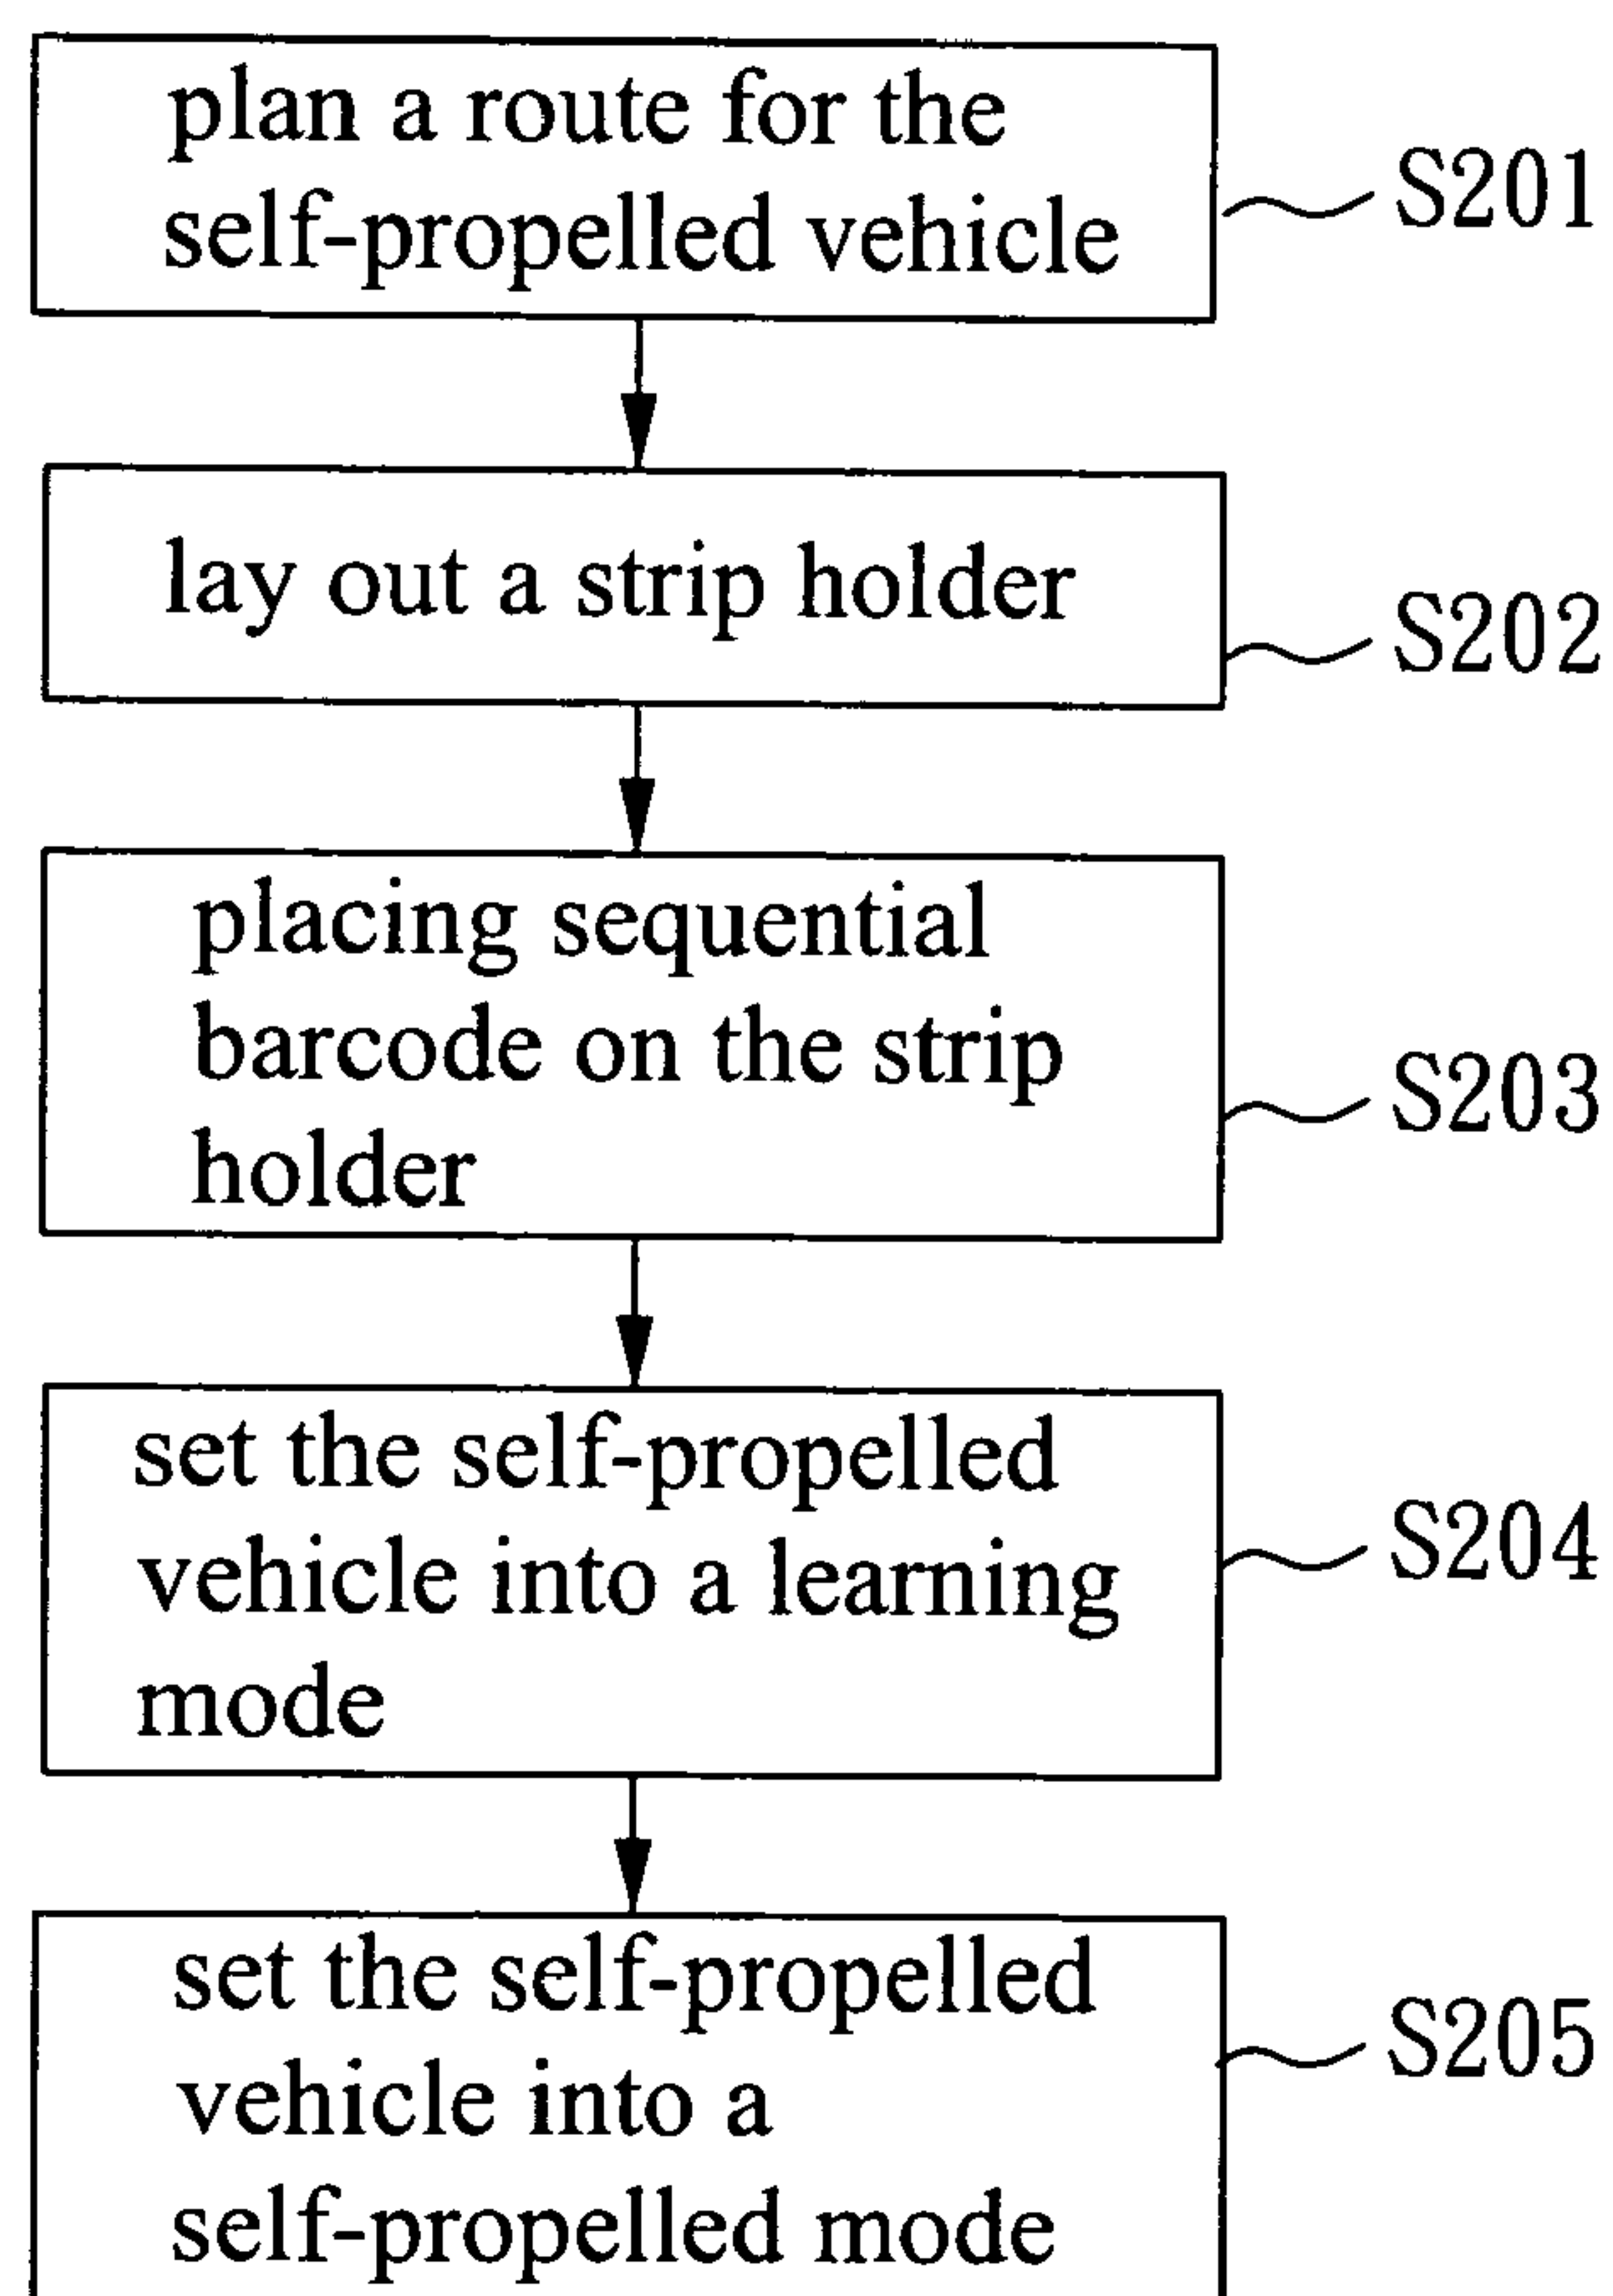 plan a route for the
self-propelled vehicle
S201
lay out a strip holder
S202
placing sequential
barcode on the strip
holder
S203
set the self-propelled
vehicle into a learning
mode
S204
set the self-propelled
vehicle into a
self-propelled mode
S205